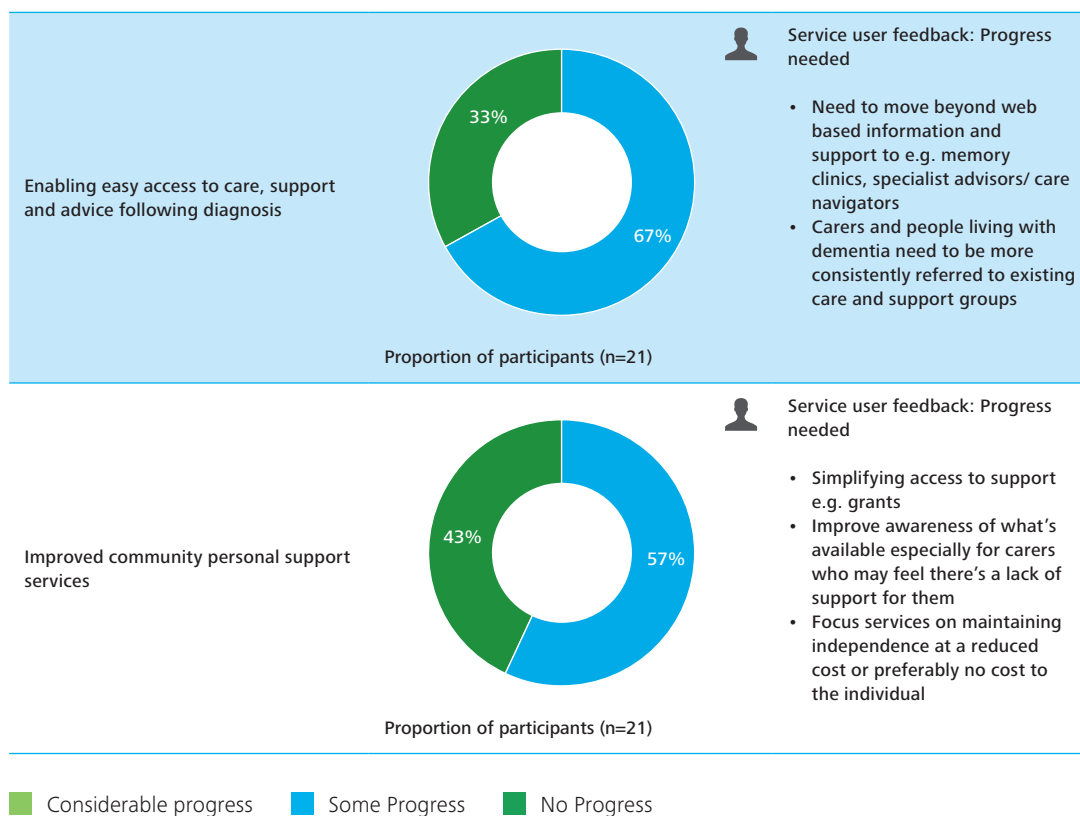 Enabling easy access to care, support
and advice following diagnosis
33%
67%
Proportion of participants (n=21)
Service user feedback: Progress
needed
• Need to move beyond web
based information and
support to e.g. memory
clinics, specialist advisors/ care
navigators
• Carers and people living with
dementia need to be more
consistently referred to existing
care and support groups
Improved community personal support
services
43%
57%
Proportion of participants (n=21)
Service user feedback: Progress
needed
• Simplifying access to support
e.g. grants
• Improve awareness of what's
available especially for carers
who may feel there's a lack of
support for them
• Focus services on maintaining
independence at a reduced
cost or preferably no cost to
the individual
Considerable progress
Some Progress
No Progress